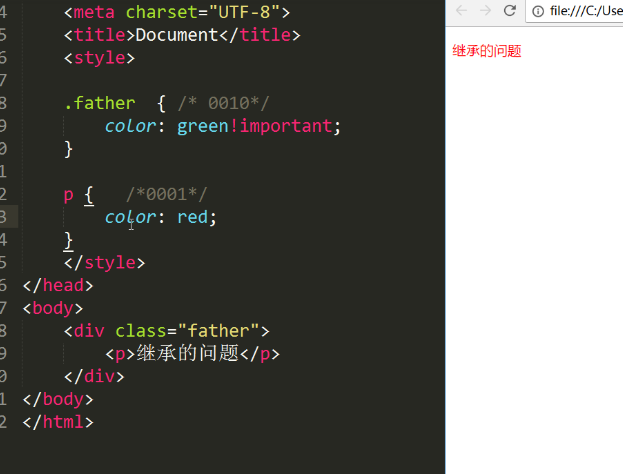 4 <meta charset="UTF-8">
5 <title>Document</title>
6 <style>
7
8 .father { /* 0010*/
9 color: green!important;
0 }
1
2 p { /*0001*/
3 color: red;
4 }
5 </style>
6 </head>
7 <body>
8 <div class="father">
9 <p>继承的问题</p>
0 </div>
1 </body>
2 </html>
file:///C:/Use
继承的问题